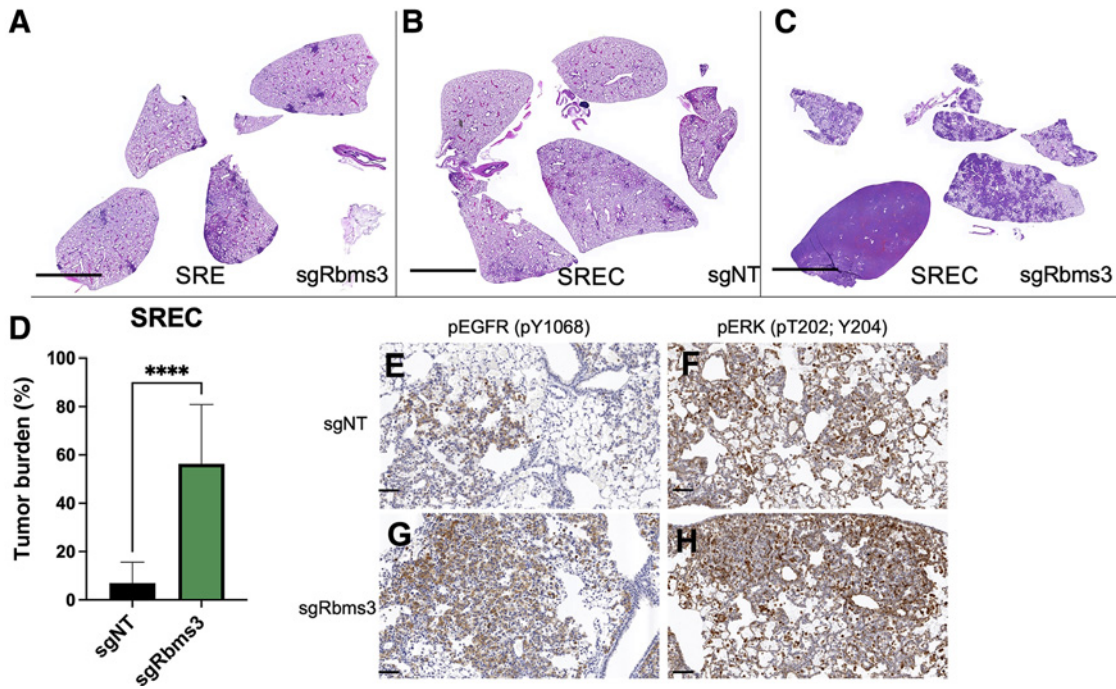 A
B
C
SRE
sgRbms3
SREC
sgNT
SREC
sgRbms3
D
SREC
Tumor burden (%)
100
80
60
40
20
0
****
sgNT
sgRbms3
pEGFR (pY1068)
pERK (pT202; Y204)
sgNT
E
F
sgRbms3
G
H